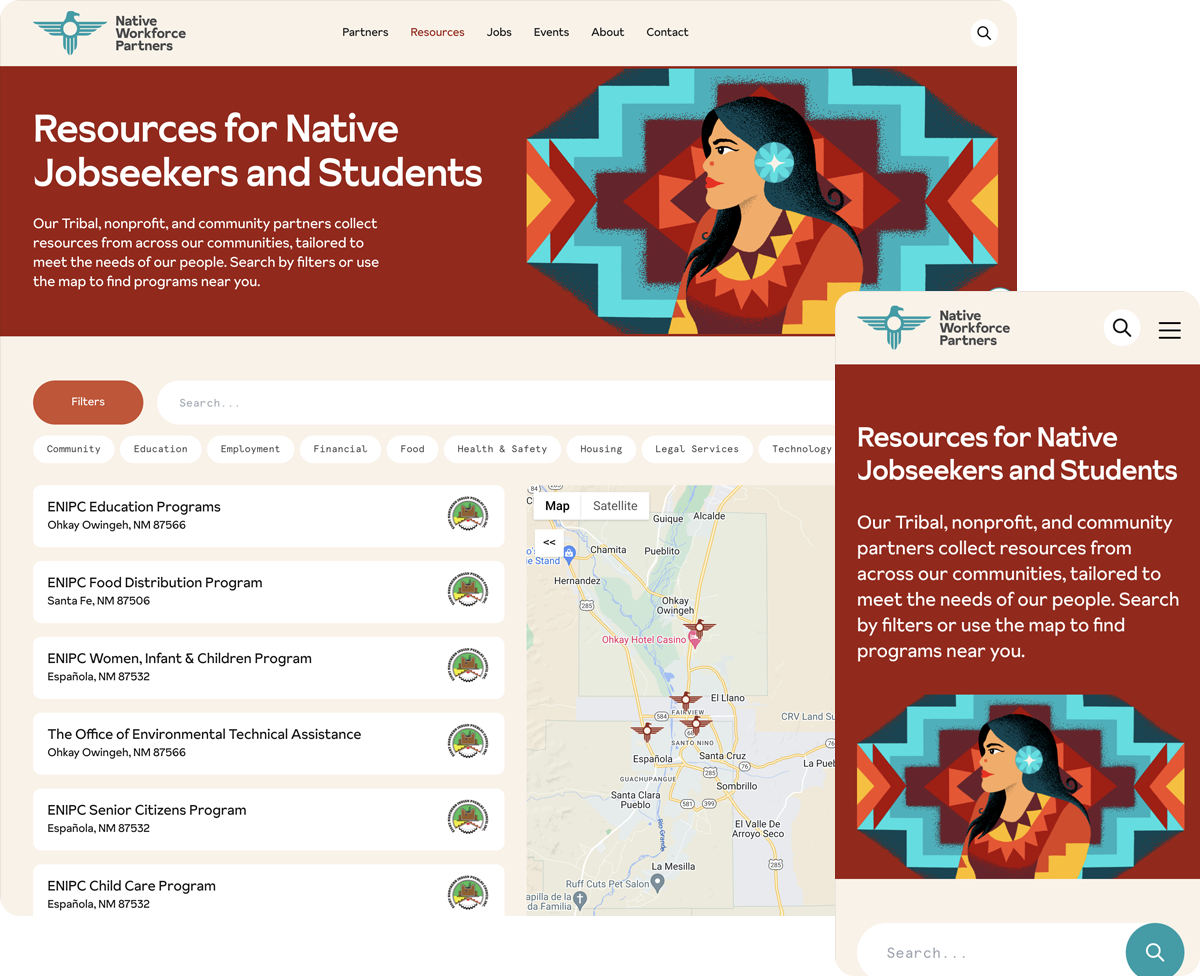 Native
Workforce
Partners
Partners
Resources
Jobs
Events
About
Contact
Resources for Native
Jobseekers and Students
Our Tribal, nonprofit, and community partners collect
resources from across our communities, tailored to
meet the needs of our people. Search by filters or use
the map to find programs near you.
Filters
Search...
Community
Education
Employment
Financial
Food
Health & Safety
Housing
Legal Services
Technology
ENIPC Education Programs
Ohkay Owingeh, NM 87566
ENIPC Food Distribution Program
Santa Fe, NM 87506
ENIPC Women, Infant & Children Program
Española, NM 87532
The Office of Environmental Technical Assistance
Ohkay Owingeh, NM 87566
ENIPC Senior Citizens Program
Española, NM 87532
ENIPC Child Care Program
Española, NM 87532
84
Map
Satellite
<<
Guique
Alcalde
Chamita
Pueblito
e Stand
Hernandez
285
Ohkay
Owingeh
Ohkay Hotel Casino
El Llano
584
FAIRVIEW
CRV Land Su
68
SANTO NINO
76
Española
Santa Cruz
La Pueb
76
285
GUACHUPANGUE
Sombrillo
Santa Clara
Pueblo
581
399
Rio Grande
El Valle De
Arroyo Seco
285
La Mesilla
Ruff Cuts Pet Salon
apilla de la
da Familia
Native
Workforce
Partners
Resources for Native
Jobseekers and Students
Our Tribal, nonprofit, and community
partners collect resources from
across our communities, tailored to
meet the needs of our people. Search
by filters or use the map to find
programs near you.
Search...